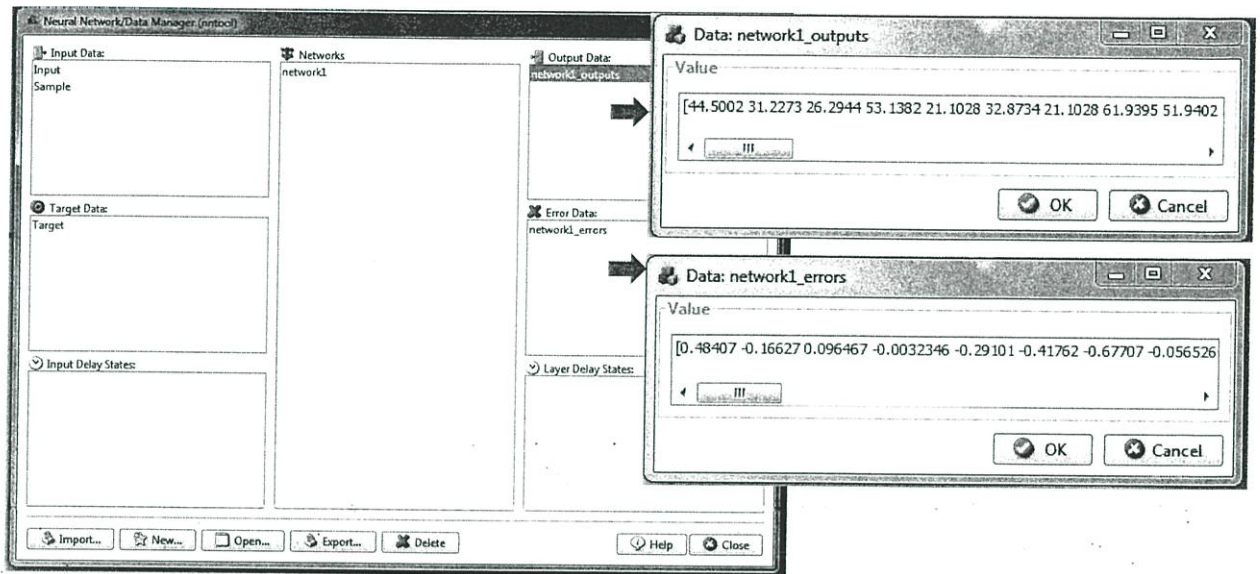 Neural Network/Data Manager (nntool)
Input Data:
Input
Sample
Networks
network1
Output Data:
network1_outputs
Target Data:
Target
Error Data:
network1_errors
Input Delay States:
Layer Delay States:
Import...
New...
Open...
Export...
Delete
Help
Close
Data: network1_outputs
Value
[44.5002 31.2273 26.2944 53.1382 21.1028 32.8734 21.1028 61.9395 51.9402
OK
Cancel
Data: network1_errors
Value
[0.48407 -0.16627 0.096467 -0.0032346 -0.29101 -0.41762 -0.67707 -0.056526
OK
Cancel